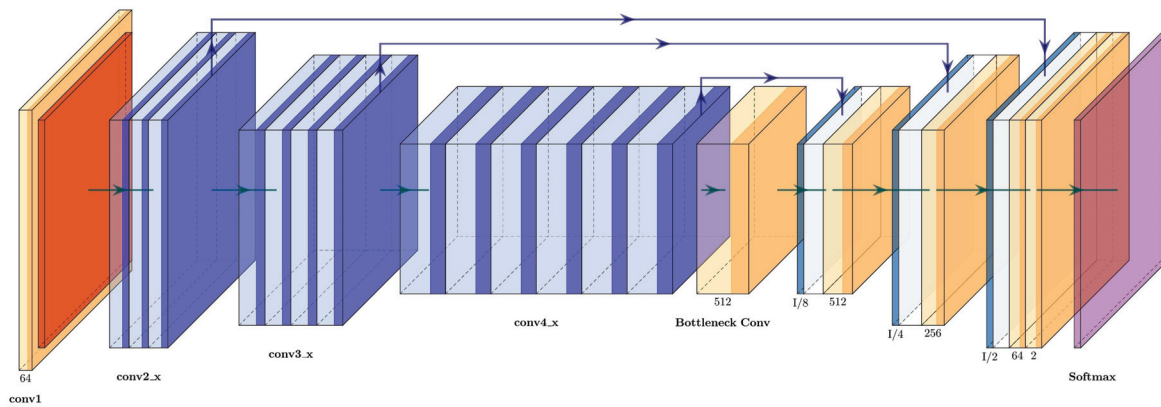 64
conv1
conv2_x
conv3_x
conv4_x
512
Bottleneck Conv
I/8
512
I/4
256
I/2
64
2
Softmax